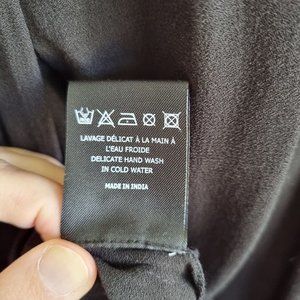 LAVAGE DÉLICAT À LA MAIN À
L'EAU FROIDE
DELICATE HAND WASH
IN COLD WATER
MADE IN INDIA